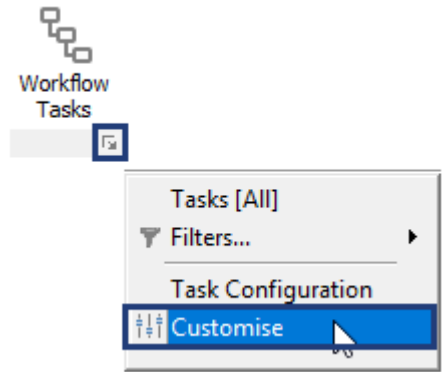 Workflow
Tasks
Tasks [All]
Filters...
Task Configuration
Customise